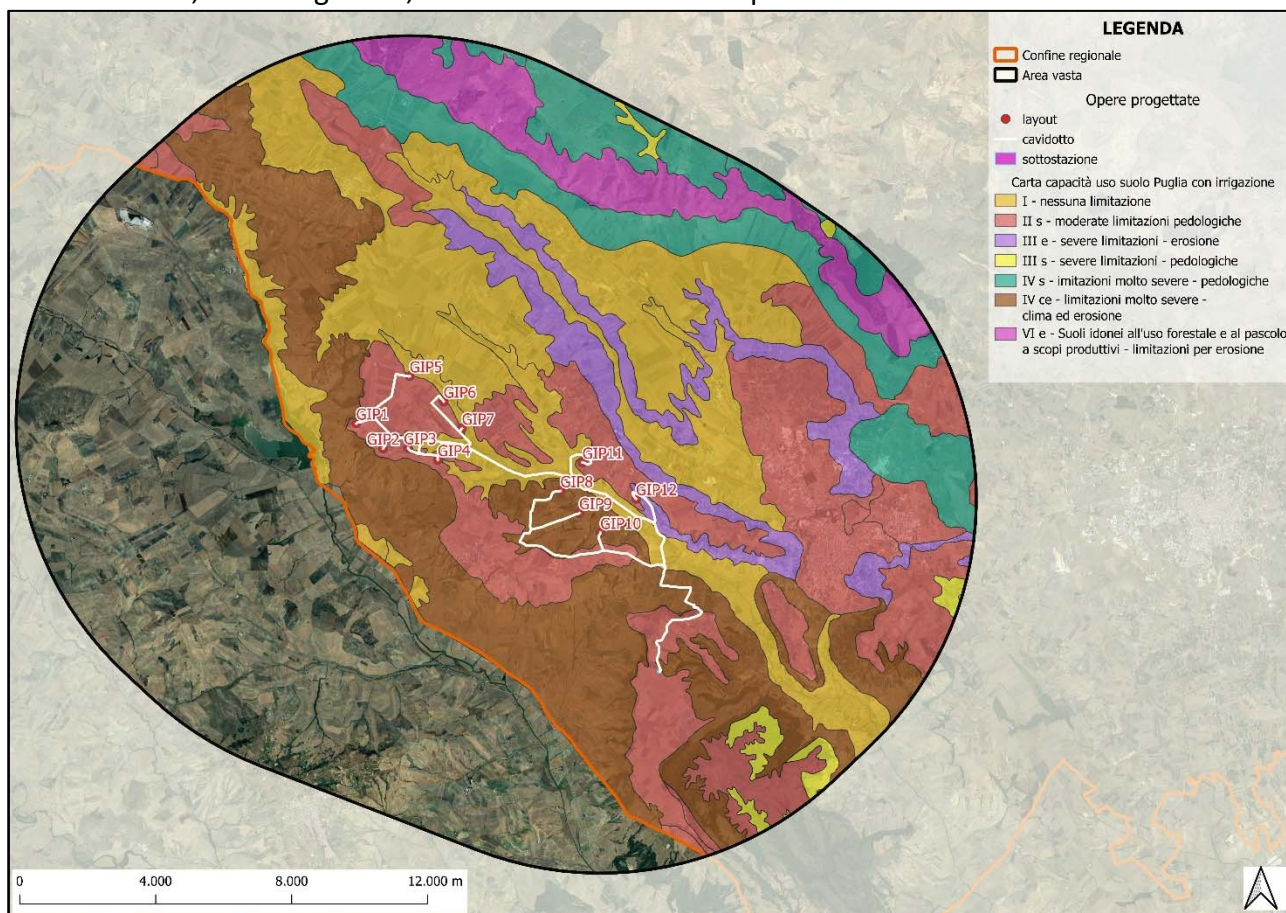 LEGENDA
Confine regionale
Area vasta
Opere progettate
layout
cavidotto
sottostazione
Carta capacità uso suolo Puglia con irrigazione
I - nessuna limitazione
II s - moderate limitazioni pedologiche
III e - severe limitazioni - erosione
III s - severe limitazioni - pedologiche
IV s - imitazioni molto severe - pedologiche
IV ce - limitazioni molto severe -
clima ed erosione
VI e - Suoli idonei all'uso forestale e al pascolo
a scopi produttivi - limitazioni per erosione
GIP5
GIP6
GIP1
GIP7
GIP2
GIP3
GIP4
GIP11
GIP8
GIP12
GIP9
GIP10
0
4.000
8.000
12.000 m